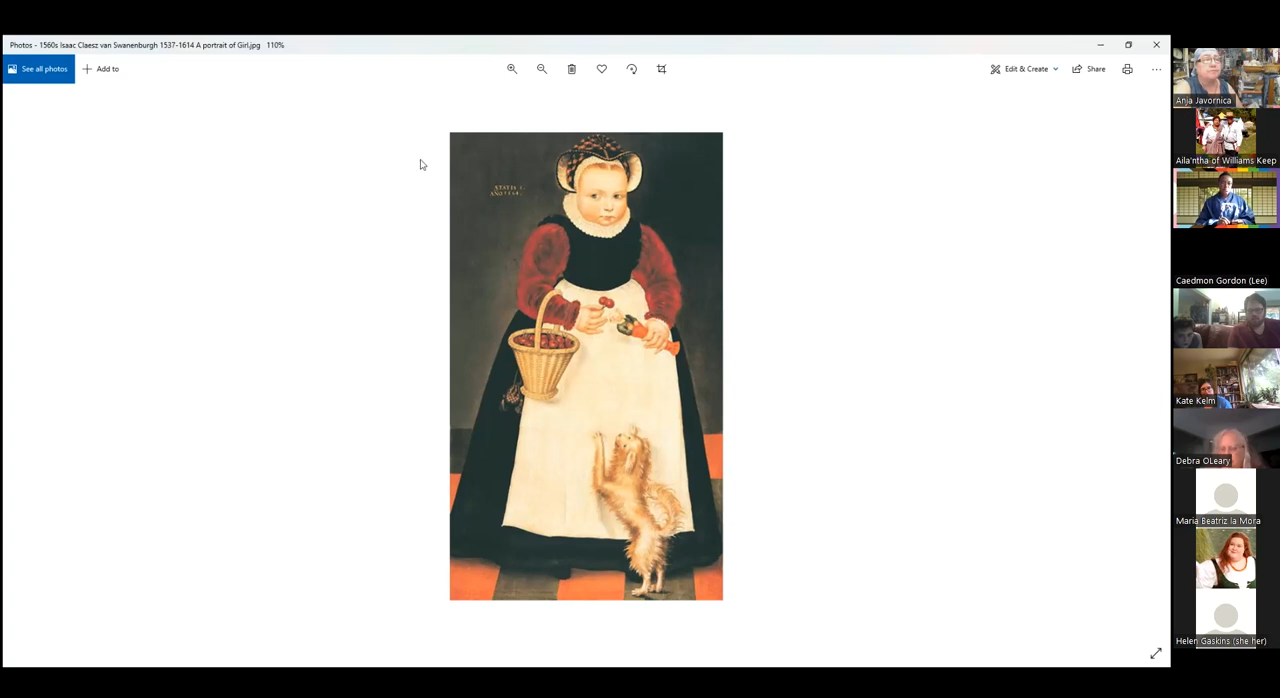 Photos - 1560s Isaac Claesz van Swanenburgh 1537-1614 A portrait of Girl.jpg 110%
See all photos
Add to
Edit & Create
Share
Anja Javornica
Aila'ntha of Williams Keep
Caedmon Gordon (Lee)
Kate Kelm
Debra OLeary
Maria Beatriz la Mora
Helen Gaskins (she her)